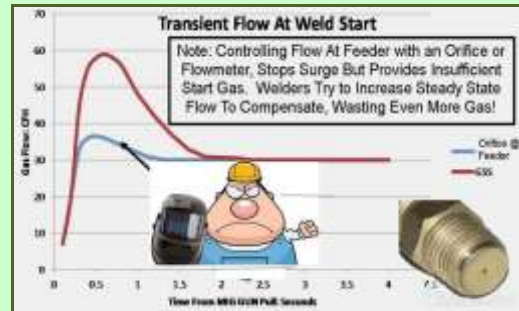 Transient Flow At Weld Start
Note: Controlling Flow At Feeder with an Orifice or
Flowmeter, Stops Surge But Provides Insufficient
Start Gas. Welders Try to Increase Steady State
Flow To Compensate, Wasting Even More Gas!
70
60
50
40
30
20
10
0
Gas Flow: CFH
Orifice @
Feeder
GSS
0 0.5 1 1.5 2 2.5 3 3.5 4 4.5
Time From MIG GUN Pull: Seconds